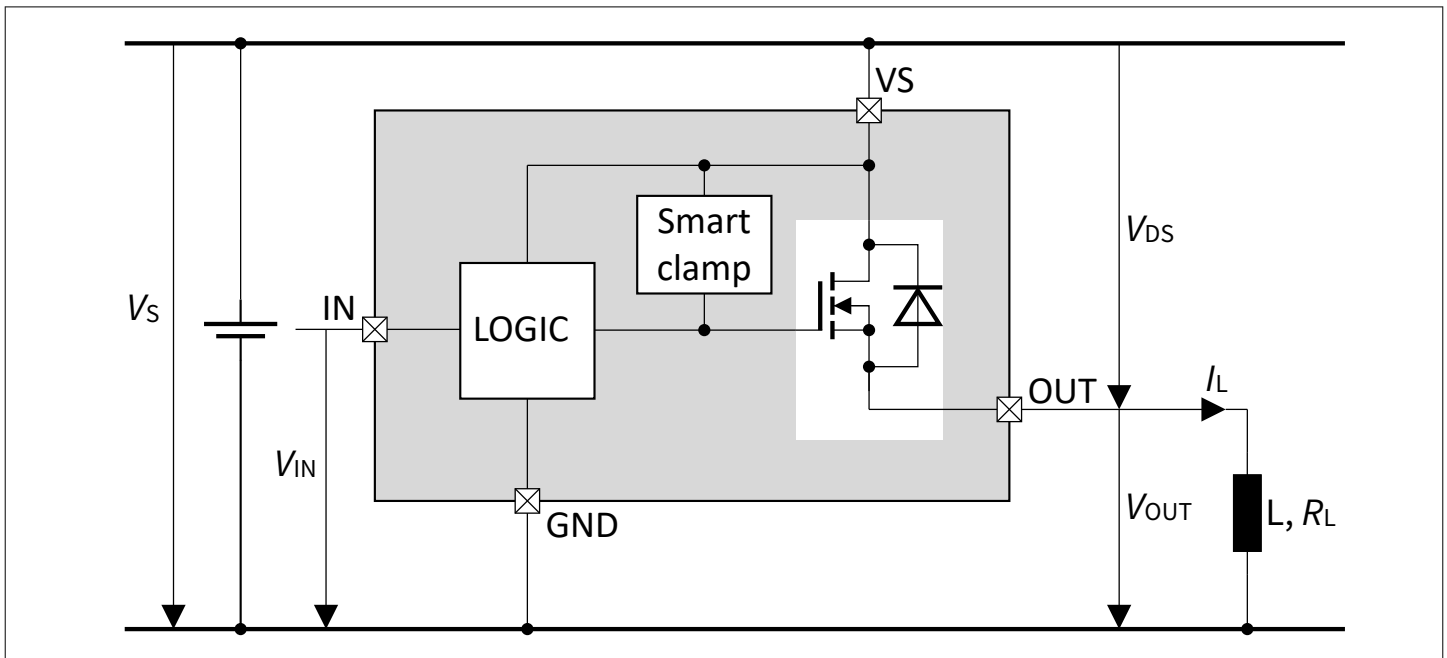 VS
Smart
clamp
VDS
VS
IN
LOGIC
OUT
IL
VIN
VOUT
L, RL
GND